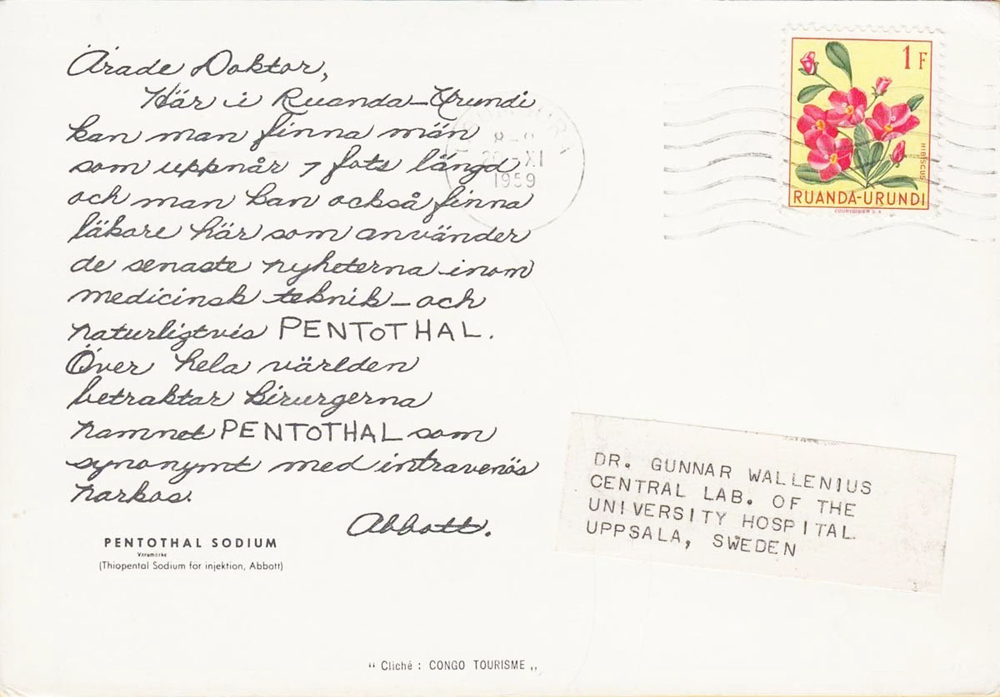 Ärade Doktor,
Här i Ruanda-Urundi
kan man finna män
som uppnår 7 fots längd
och man kan också finna
läkare här som använder
de senaste nyheterna inom
medicinsk teknik - och
naturligtvis PENTOTHAL.
Över hela världen
betraktar kirurgerna
namnet PENTOTHAL som
synonymt med intravenös
narkos.
Abbott.
PENTOTHAL SODIUM
Varumärke
(Thiopental Sodium för injektion, Abbott)
8-9
20-XI
1959
1 F
HIBISCUS
RUANDA-URUNDI
COURVOISIER S.A.
DR. GUNNAR WALLENIUS
CENTRAL LAB. OF THE
UNIVERSITY HOSPITAL.
UPPSALA, SWEDEN
“ Cliché : CONGO TOURISME „